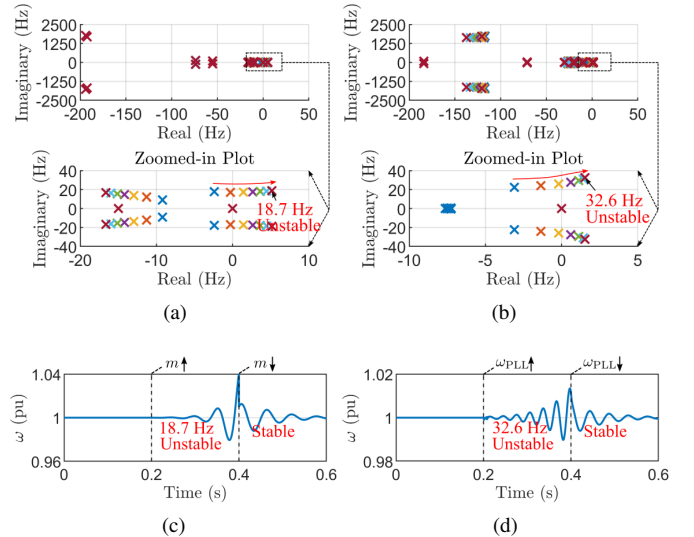 2500
1250
0
-1250
2500
Imaginary (Hz)
-200 -150 -100 -50 0 50
Real (Hz)
Zoomed-in Plot
40
20
0
-20
-40
Imaginary (Hz)
18.7 Hz
Unstable
-20 -10 0 10
Real (Hz)
(a)
2500
1250
0
-1250
2500
Imaginary (Hz)
-200 -150 -100 -50 0 50
Real (Hz)
Zoomed-in Plot
40
20
0
-20
-40
Imaginary (Hz)
32.6 Hz
Unstable
-10 -5 0 5
Real (Hz)
(b)
m↑ m↓
1.04
1
0.96
ω (pu)
18.7 Hz
Unstable Stable
0 0.2 0.4 0.6
Time (s)
(c)
ωPLL↑ ωPLL↓
1.02
1
0.98
ω (pu)
32.6 Hz
Unstable Stable
0 0.2 0.4 0.6
Time (s)
(d)